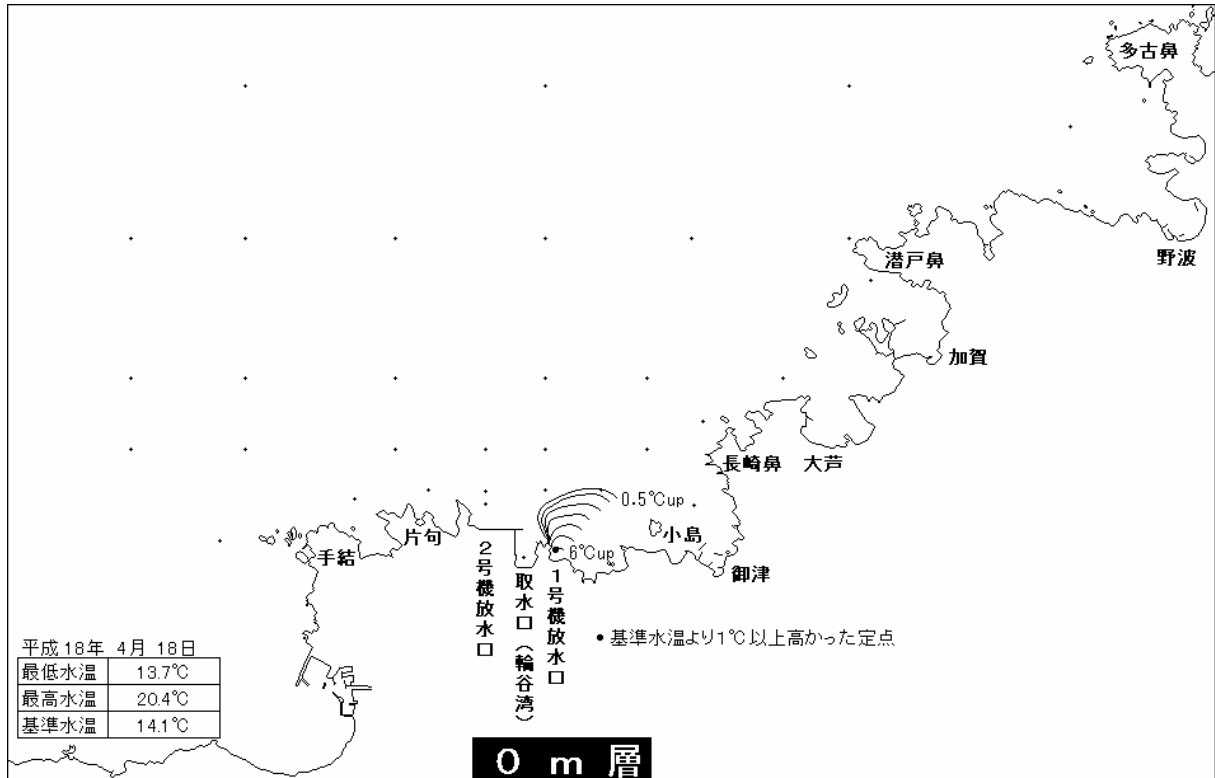 多古鼻
野波
潜戸鼻
加賀
長崎鼻
大芦
0.5℃up
小島
片句
手結
6℃up
御津
2号機放水口
取水口(輪谷湾)
1号機放水口
• 基準水温より1℃以上高かった定点
平成18年 4月 18日
最低水温 13.7℃
最高水温 20.4℃
基準水温 14.1℃
0 m 層